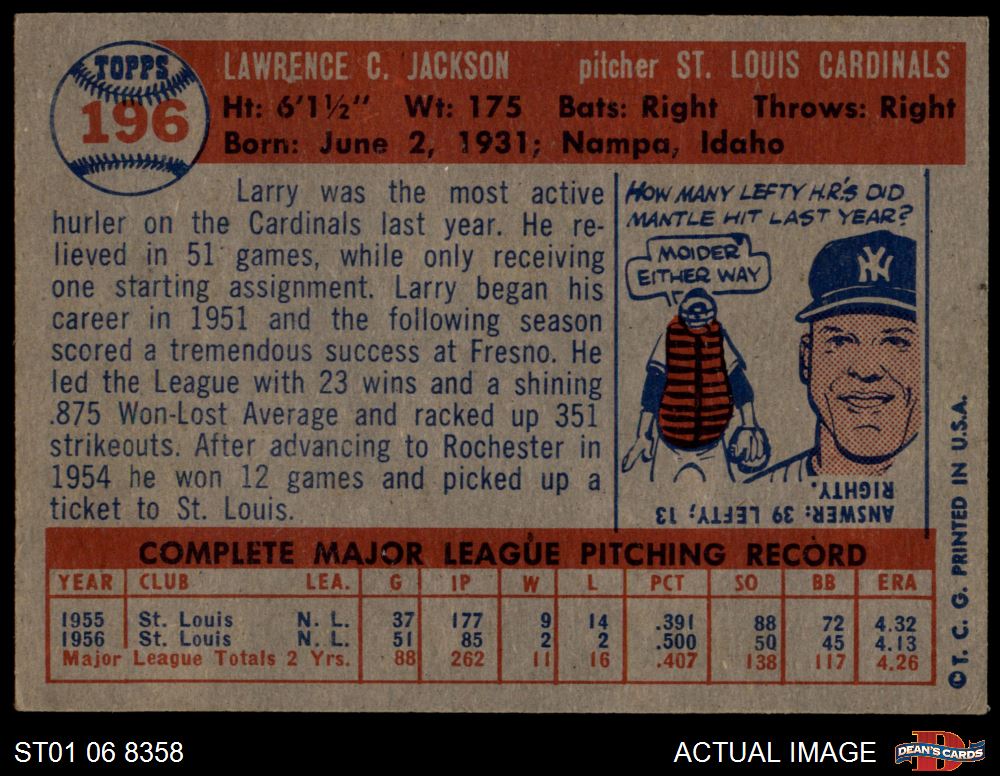 TOPPS
196
LAWRENCE C. JACKSON pitcher ST. LOUIS CARDINALS
Ht: 6'1½" Wt: 175 Bats: Right Throws: Right
Born: June 2, 1931; Nampa, Idaho
Larry was the most active
hurler on the Cardinals last year. He re-
lieved in 51 games, while only receiving
one starting assignment. Larry began his
career in 1951 and the following season
scored a tremendous success at Fresno. He
led the League with 23 wins and a shining
.875 Won-Lost Average and racked up 351
strikeouts. After advancing to Rochester in
1954 he won 12 games and picked up a
ticket to St. Louis.
HOW MANY LEFTY H.R.'S DID
MANTLE HIT LAST YEAR?
MOIDER
EITHER WAY
NY
ANSWER: 39 LEFTY; 13
RIGHTY.
COMPLETE MAJOR LEAGUE PITCHING RECORD
YEAR CLUB LEA. G IP W L PCT SO BB ERA
1955 St. Louis N. L. 37 177 9 14 .391 88 72 4.32
1956 St. Louis N. L. 51 85 2 2 .500 50 45 4.13
Major League Totals 2 Yrs. 88 262 11 16 .407 138 117 4.26
©T. C. G. PRINTED IN U.S.A.
ST01 06 8358
ACTUAL IMAGE
D
DEAN'S CARDS